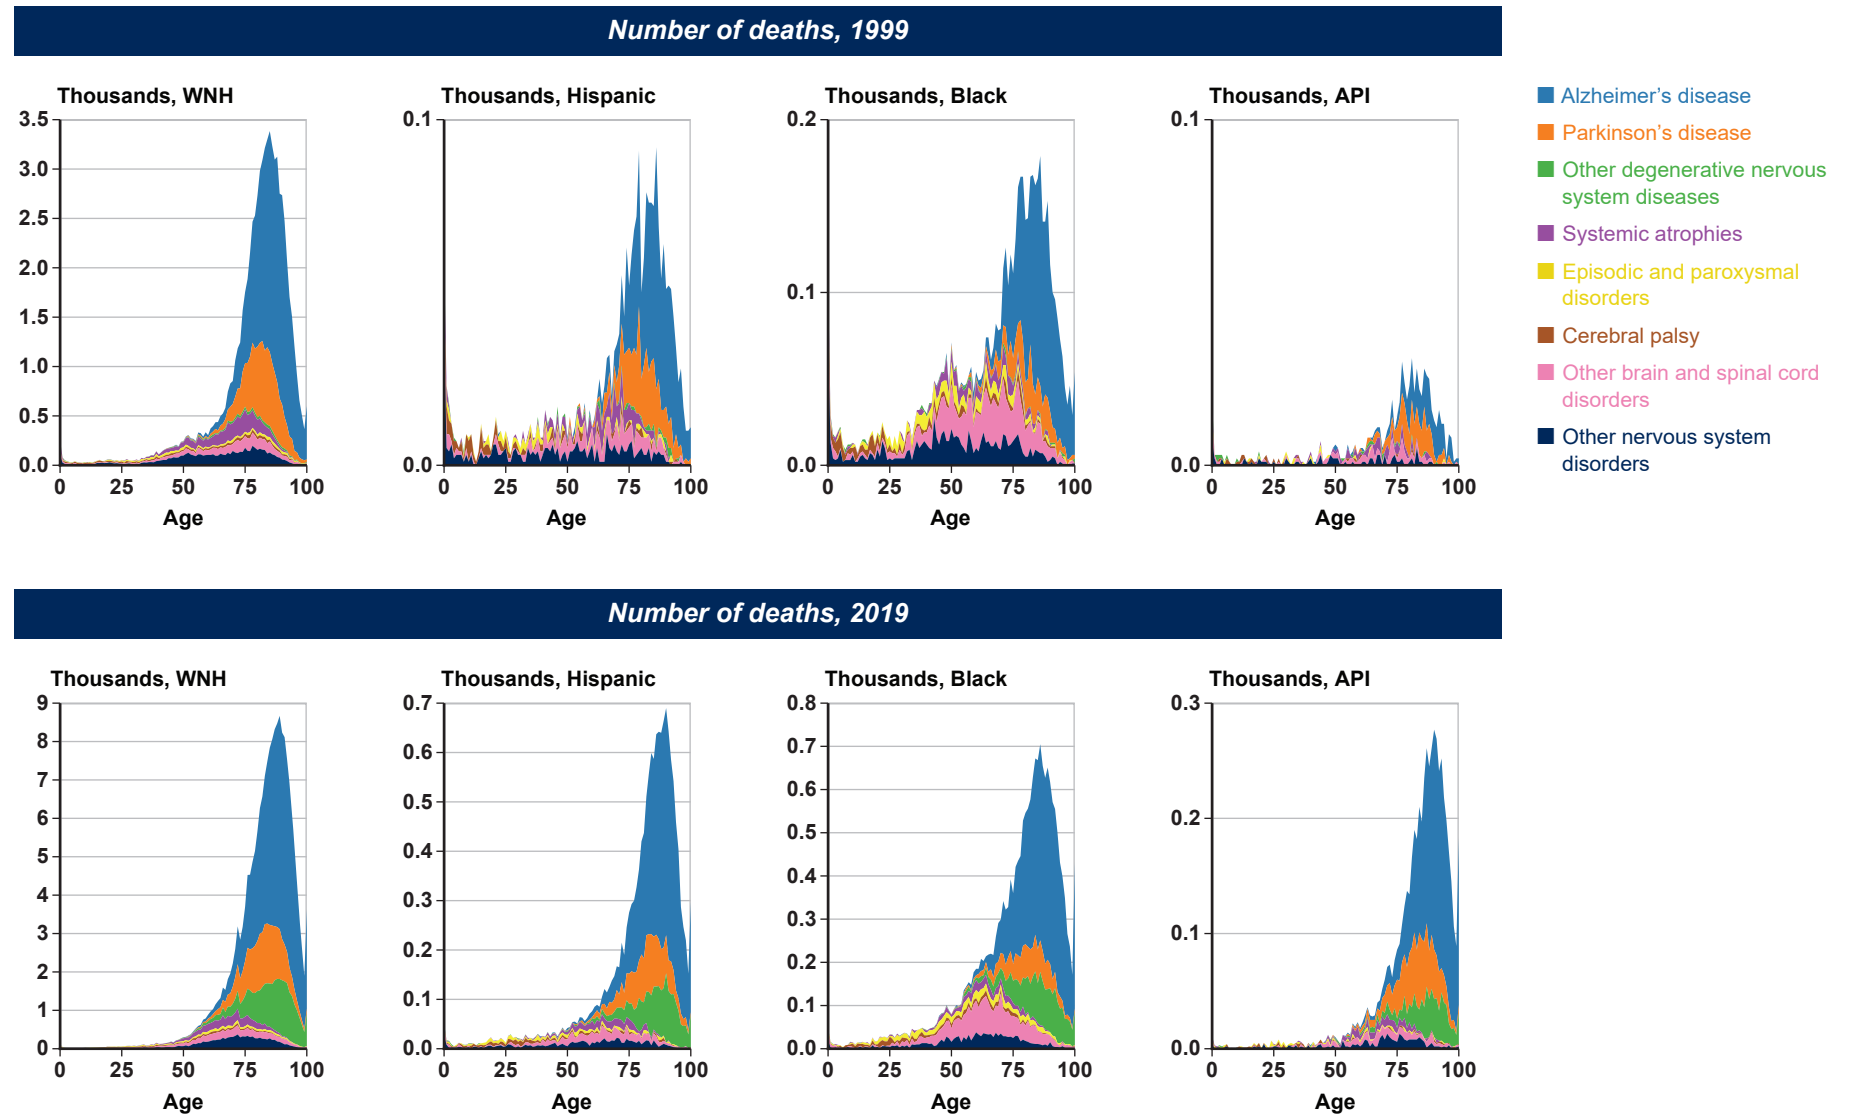 Number of deaths, 1999
Thousands, WNH
3.5
3.0
2.5
2.0
1.5
1.0
0.5
0.0
0 25 50 75 100
Age
Thousands, Hispanic
0.1
0.0
0 25 50 75 100
Age
Thousands, Black
0.2
0.1
0.0
0 25 50 75 100
Age
Thousands, API
0.1
0.0
0 25 50 75 100
Age
Alzheimer’s disease
Parkinson’s disease
Other degenerative nervous
system diseases
Systemic atrophies
Episodic and paroxysmal
disorders
Cerebral palsy
Other brain and spinal cord
disorders
Other nervous system
disorders
Number of deaths, 2019
Thousands, WNH
9
8
7
6
5
4
3
2
1
0
0 25 50 75 100
Age
Thousands, Hispanic
0.7
0.6
0.5
0.4
0.3
0.2
0.1
0.0
0 25 50 75 100
Age
Thousands, Black
0.8
0.7
0.6
0.5
0.4
0.3
0.2
0.1
0.0
0 25 50 75 100
Age
Thousands, API
0.3
0.2
0.1
0.0
0 25 50 75 100
Age